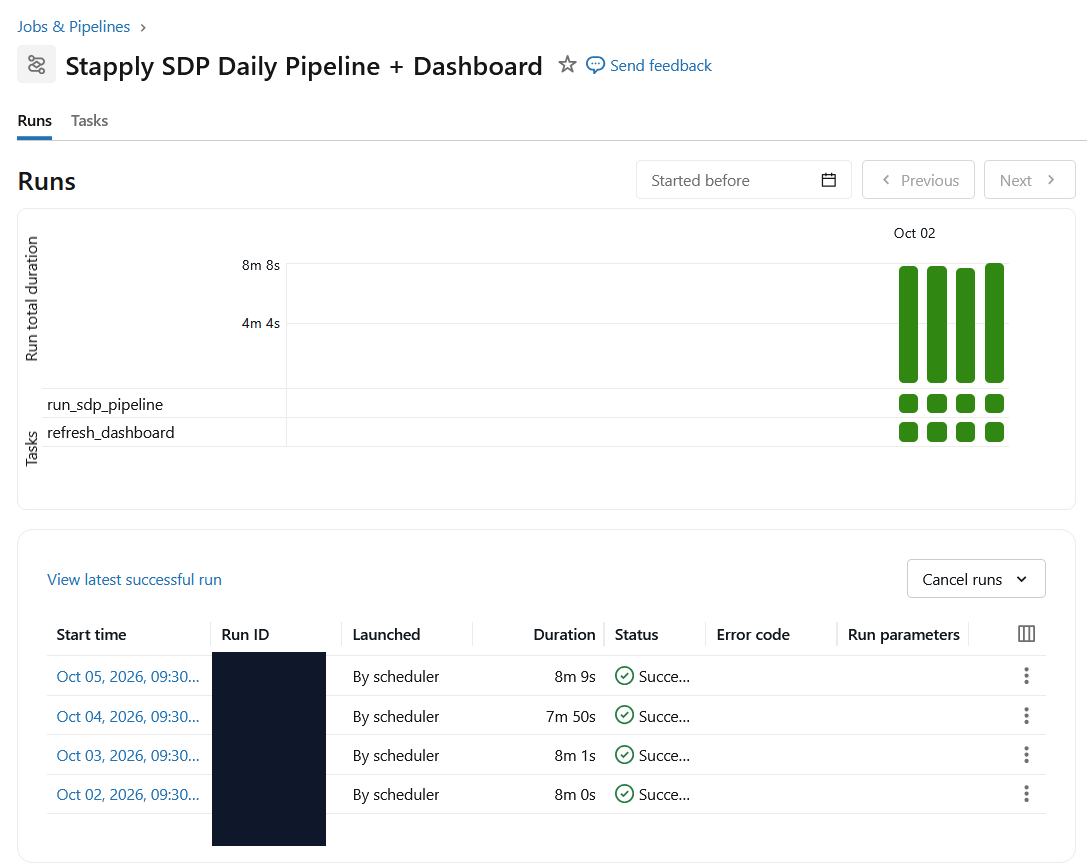 Jobs & Pipelines
Stapply SDP Daily Pipeline + Dashboard Send feedback
Runs Tasks
Runs
Started before Previous Next
Oct 02
Run total duration
8m 8s
4m 4s
Tasks
run_sdp_pipeline
refresh_dashboard
View latest successful run Cancel runs
Start time Run ID Launched Duration Status Error code Run parameters
Oct 05, 2026, 09:30... By scheduler 8m 9s Succe...
Oct 04, 2026, 09:30... By scheduler 7m 50s Succe...
Oct 03, 2026, 09:30... By scheduler 8m 1s Succe...
Oct 02, 2026, 09:30... By scheduler 8m 0s Succe...